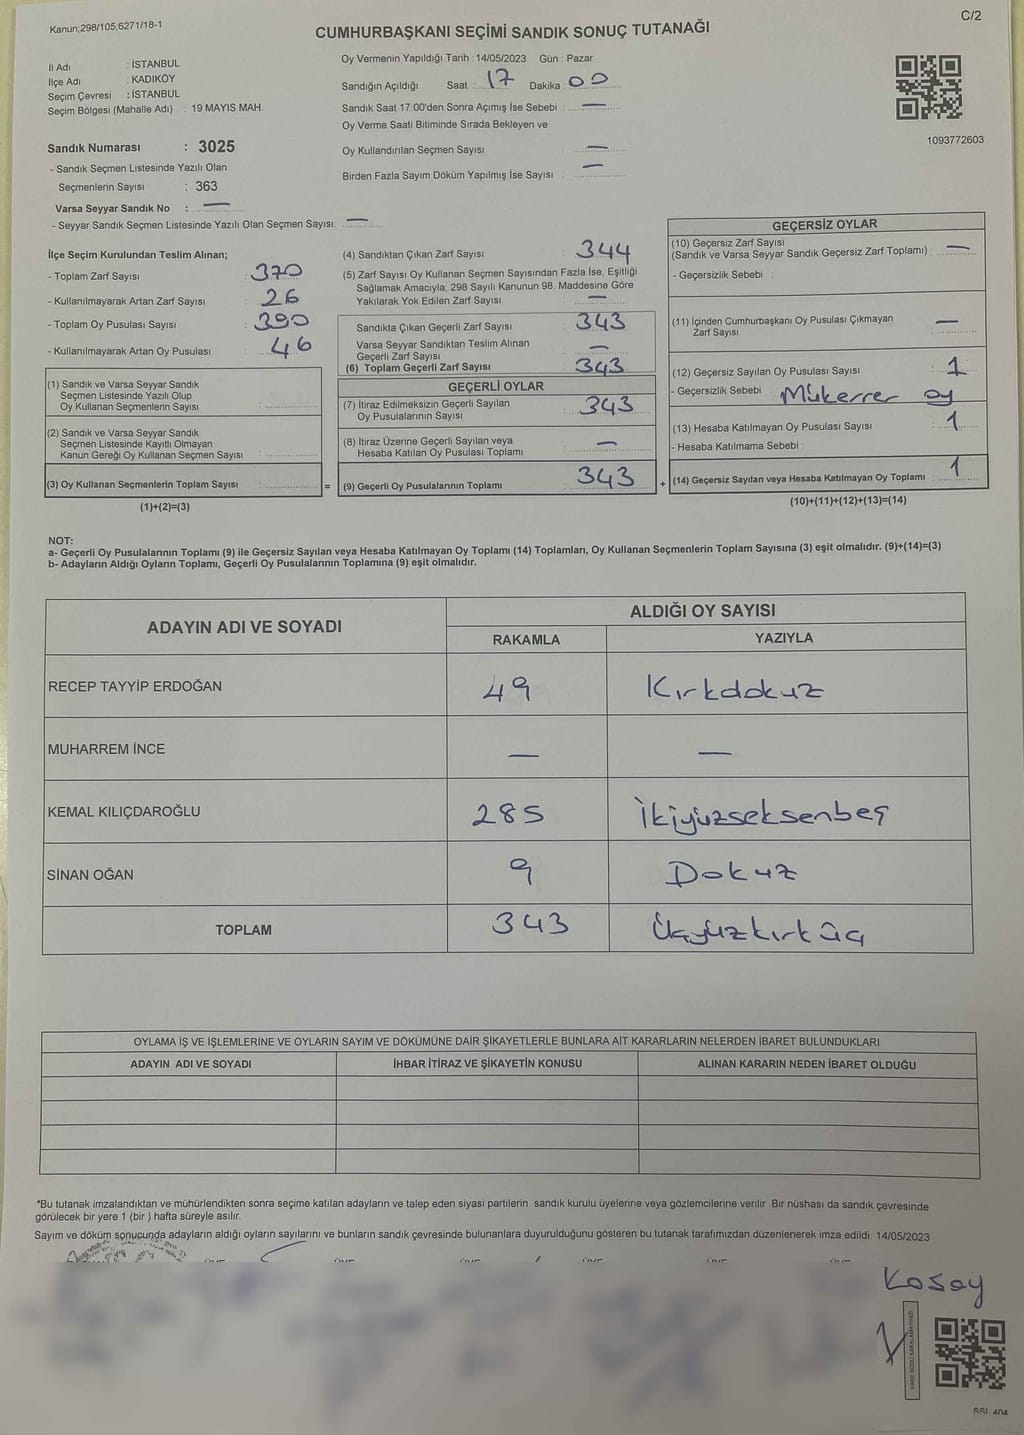 Kanun,298/105,6271/18-1
C/2
CUMHURBAŞKANI SEÇİMİ SANDIK SONUÇ TUTANAĞI
İl Adı : İSTANBUL
İlçe Adı : KADIKÖY
Seçim Çevresi : İSTANBUL
Seçim Bölgesi (Mahalle Adı) : 19 MAYIS MAH.
Oy Vermenin Yapıldığı Tarih : 14/05/2023 Gün : Pazar
Sandığın Açıldığı Saat : 17 Dakika : 00
Sandık Saat 17.00'den Sonra Açımış İse Sebebi : —
Oy Verme Saati Bitiminde Sırada Bekleyen ve
Oy Kullandırılan Seçmen Sayısı : —
Birden Fazla Sayım Döküm Yapılmış İse Sayısı : —
1093772603
Sandık Numarası : 3025
- Sandık Seçmen Listesinde Yazılı Olan
Seçmenlerin Sayısı : 363
Varsa Seyyar Sandık No : —
- Seyyar Sandık Seçmen Listesinde Yazılı Olan Seçmen Sayısı : —
İlçe Seçim Kurulundan Teslim Alınan;
- Toplam Zarf Sayısı : 370
- Kullanılmayarak Artan Zarf Sayısı : 26
- Toplam Oy Pusulası Sayısı : 390
- Kullanılmayarak Artan Oy Pusulası : 46
(1) Sandık ve Varsa Seyyar Sandık
Seçmen Listesinde Yazılı Olup
Oy Kullanan Seçmenlerin Sayısı :
(2) Sandık ve Varsa Seyyar Sandık
Seçmen Listesinde Kayıtlı Olmayan
Kanun Gereği Oy Kullanan Seçmen Sayısı :
(3) Oy Kullanan Seçmenlerin Toplam Sayısı : =
(1)+(2)=(3)
(4) Sandıktan Çıkan Zarf Sayısı : 344
(5) Zarf Sayısı Oy Kullanan Seçmen Sayısından Fazla İse, Eşitliği
Sağlamak Amacıyla; 298 Sayılı Kanunun 98. Maddesine Göre
Yakılarak Yok Edilen Zarf Sayısı : —
Sandıkta Çıkan Geçerli Zarf Sayısı : 343
Varsa Seyyar Sandıktan Teslim Alınan
Geçerli Zarf Sayısı : —
(6) Toplam Geçerli Zarf Sayısı : 343
GEÇERLİ OYLAR
(7) İtiraz Edilmeksizin Geçerli Sayılan
Oy Pusulalarının Sayısı : 343
(8) İtiraz Üzerine Geçerli Sayılan veya
Hesaba Katılan Oy Pusulası Toplamı : —
(9) Geçerli Oy Pusulalarının Toplamı : 343 +
GEÇERSİZ OYLAR
(10) Geçersiz Zarf Sayısı
(Sandık ve Varsa Seyyar Sandık Geçersiz Zarf Toplamı) : —
- Geçersizlik Sebebi :
(11) İçinden Cumhurbaşkanı Oy Pusulası Çıkmayan
Zarf Sayısı : —
(12) Geçersiz Sayılan Oy Pusulası Sayısı : 1
- Geçersizlik Sebebi : Mükerrer oy
(13) Hesaba Katılmayan Oy Pusulası Sayısı : 1
- Hesaba Katılmama Sebebi :
(14) Geçersiz Sayılan veya Hesaba Katılmayan Oy Toplamı : 1
(10)+(11)+(12)+(13)=(14)
NOT:
a- Geçerli Oy Pusulalarının Toplamı (9) ile Geçersiz Sayılan veya Hesaba Katılmayan Oy Toplamı (14) Toplamları, Oy Kullanan Seçmenlerin Toplam Sayısına (3) eşit olmalıdır. (9)+(14)=(3)
b- Adayların Aldığı Oyların Toplamı, Geçerli Oy Pusulalarının Toplamına (9) eşit olmalıdır.
ADAYIN ADI VE SOYADI ALDIĞI OY SAYISI
RAKAMLA YAZIYLA
RECEP TAYYİP ERDOĞAN 49 Kırkdokuz
MUHARREM İNCE — —
KEMAL KILIÇDAROĞLU 285 İkiyüzseksenbeş
SİNAN OĞAN 9 Dokuz
TOPLAM 343 Üçyüzkırküç
OYLAMA İŞ VE İŞLEMLERİNE VE OYLARIN SAYIM VE DÖKÜMÜNE DAİR ŞİKAYETLERLE BUNLARA AİT KARARLARIN NELERDEN İBARET BULUNDUKLARI
ADAYIN ADI VE SOYADI İHBAR İTİRAZ VE ŞİKAYETİN KONUSU ALINAN KARARIN NEDEN İBARET OLDUĞU
*Bu tutanak imzalandıktan ve mühürlendikten sonra seçime katılan adayların ve talep eden siyasi partilerin sandık kurulu üyelerine veya gözlemcilerine verilir. Bir nüshası da sandık çevresinde
görülecek bir yere 1 (bir ) hafta süreyle asılır.
Sayım ve döküm sonucunda adayların aldığı oyların sayılarını ve bunların sandık çevresinde bulunanlara duyurulduğunu gösteren bu tutanak tarafımızdan düzenlenerek imza edildi. 14/05/2023